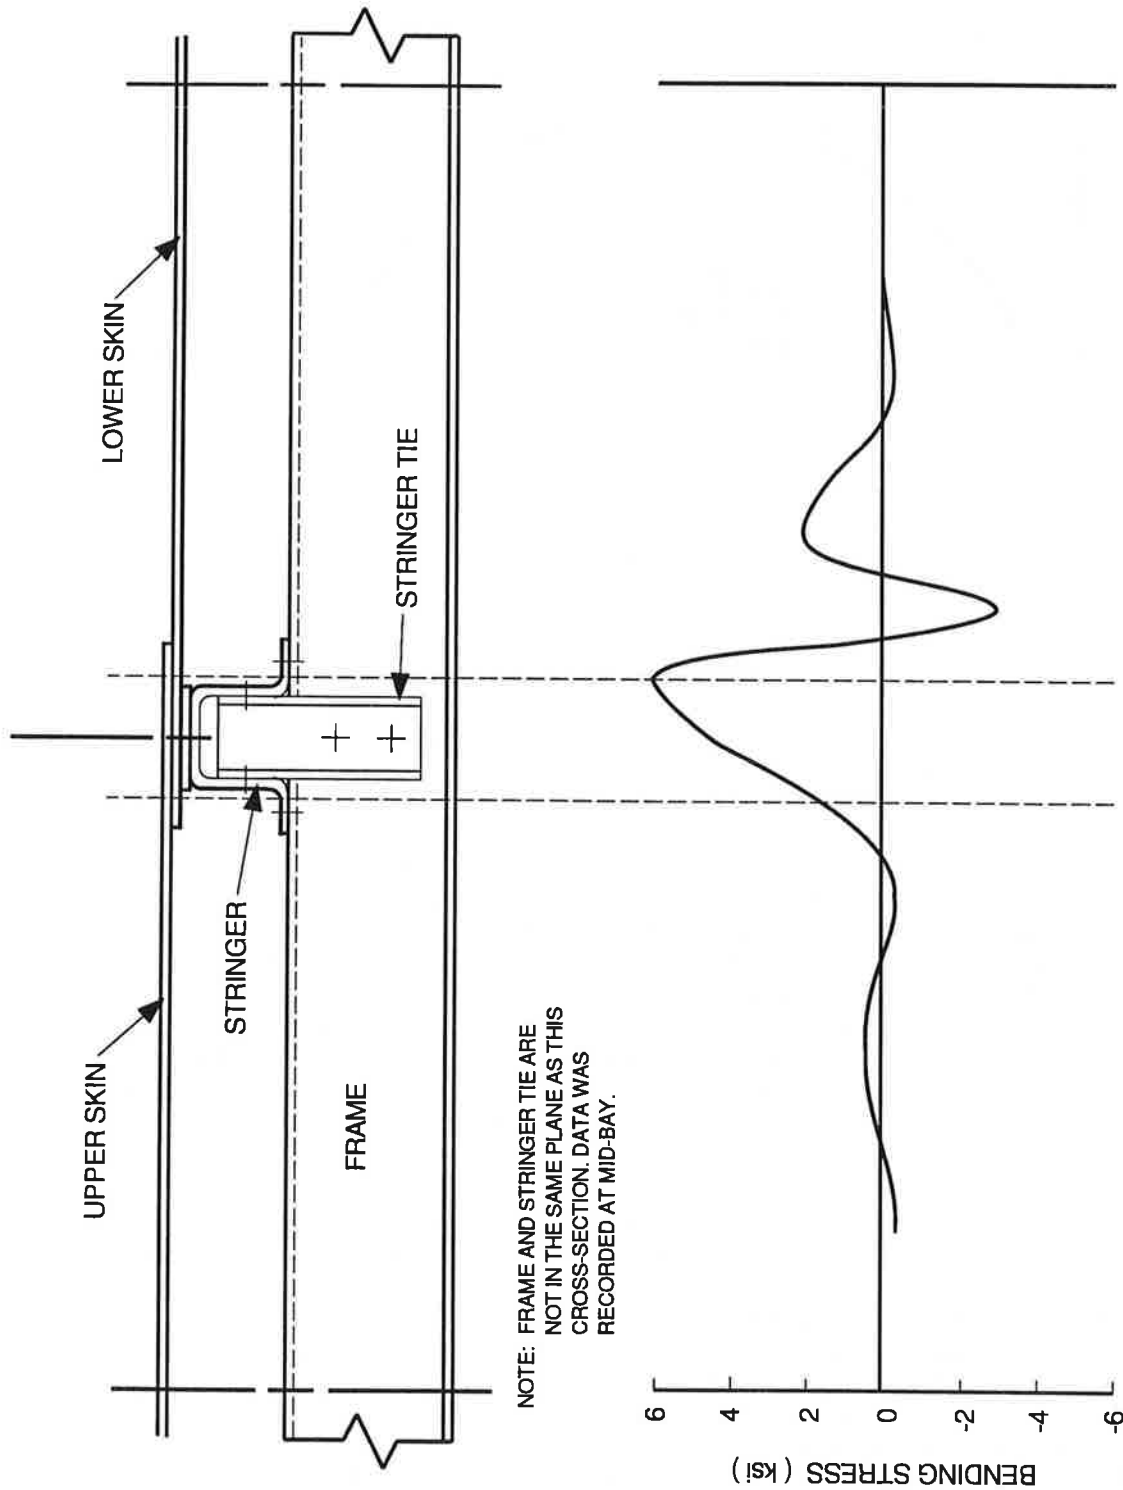 UPPER SKIN
LOWER SKIN
STRINGER
STRINGER TIE
FRAME
NOTE: FRAME AND STRINGER TIE ARE
NOT IN THE SAME PLANE AS THIS
CROSS-SECTION. DATA WAS
RECORDED AT MID-BAY.
BENDING STRESS ( ksi )
6
4
2
0
-2
-4
-6